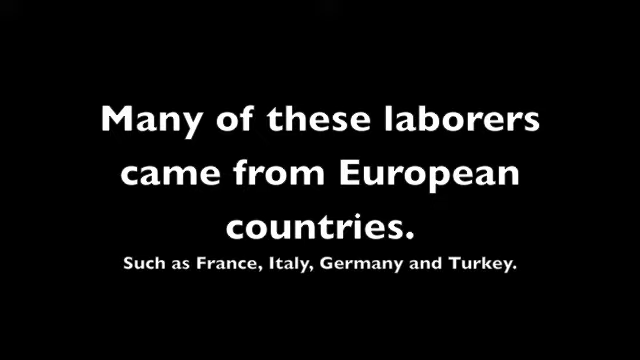 Many of these laborers
came from European
countries.
Such as France, Italy, Germany and Turkey.